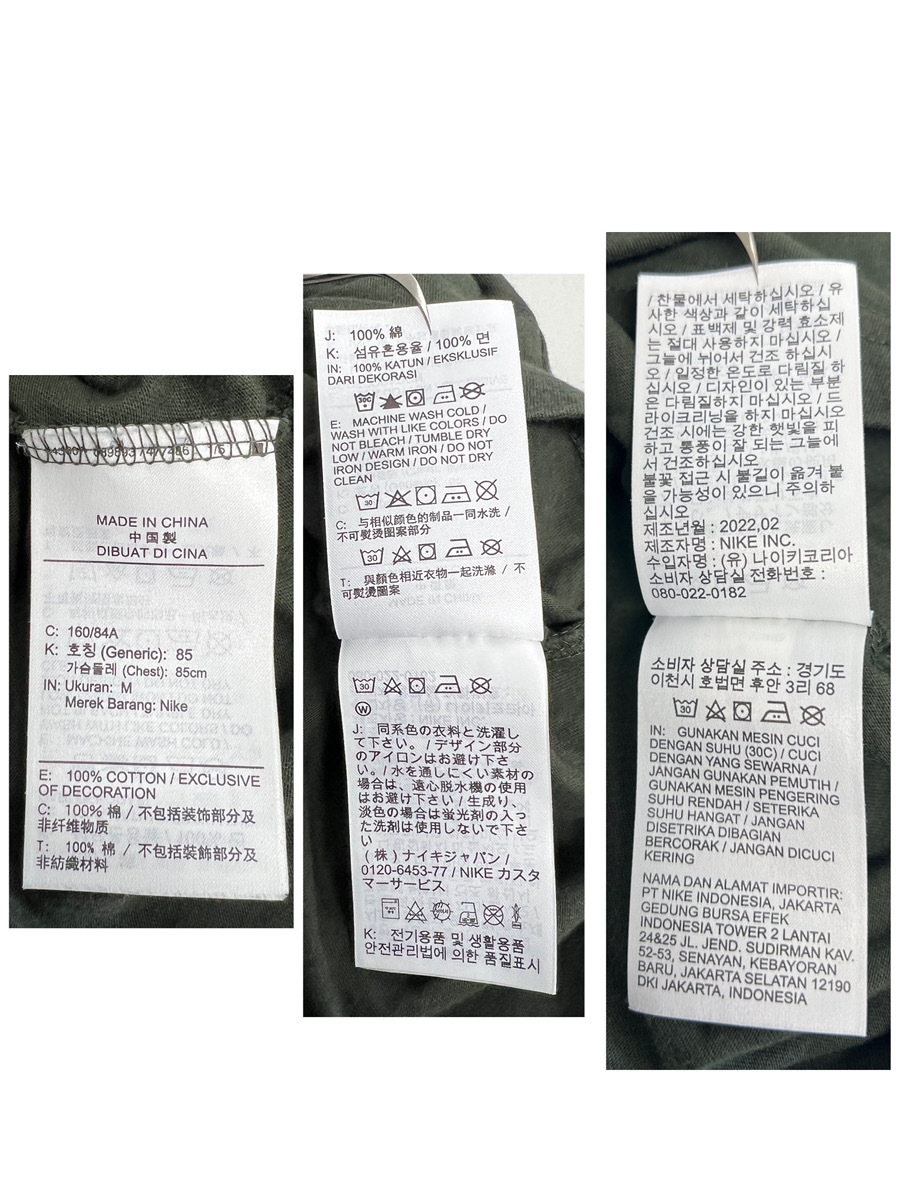 MADE IN CHINA
中国製
DIBUAT DI CINA
C: 160/84A
K: 호칭 (Generic): 85
가슴둘레 (Chest): 85cm
IN: Ukuran: M
Merek Barang: Nike
E: 100% COTTON / EXCLUSIVE
OF DECORATION
C: 100% 棉 / 不包括装饰部分及
非纤维物质
T: 100% 棉 / 不包括裝飾部分及
非紡織材料
J: 100% 綿
K: 섬유혼용율 / 100% 면
IN: 100% KATUN / EKSKLUSIF
DARI DEKORASI
30C
E: MACHINE WASH COLD /
WASH WITH LIKE COLORS / DO
NOT BLEACH / TUMBLE DRY
LOW / WARM IRON / DO NOT
IRON DESIGN / DO NOT DRY
CLEAN
30
C: 与相似颜色的制品一同水洗 /
不可熨烫图案部分
30
T: 與顏色相近衣物一起洗滌 / 不
可熨燙圖案
30
W
J: 同系色の衣料と洗濯し
て下さい。/ デザイン部分
のアイロンはお避け下さ
い。/ 水を通しにくい素材の
場合は、遠心脱水機の使用
はお避け下さい / 生成り、
淡色の場合は蛍光剤の入っ
た洗剤は使用しないで下さ
い
(株) ナイキジャパン /
0120-6453-77 / NIKE カスタ
マーサービス
K: 전기용품 및 생활용품
안전관리법에 의한 품질표시
/ 찬물에서 세탁하십시오 / 유
사한 색상과 같이 세탁하십
시오 / 표백제 및 강력 효소제
는 절대 사용하지 마십시오 /
그늘에 뉘어서 건조 하십시
오 / 일정한 온도로 다림질 하
십시오 / 디자인이 있는 부분
은 다림질하지 마십시오 / 드
라이크리닝을 하지 마십시오
건조 시에는 강한 햇빛을 피
하고 통풍이 잘 되는 그늘에
서 건조하십시오
불꽃 접근 시 불길이 옮겨 붙
을 가능성이 있으니 주의하
십시오
제조년월 : 2022,02
제조자명 : NIKE INC.
수입자명 : (유) 나이키코리아
소비자 상담실 전화번호 :
080-022-0182
소비자 상담실 주소 : 경기도
이천시 호법면 후안 3리 68
30
IN: GUNAKAN MESIN CUCI
DENGAN SUHU (30C) / CUCI
DENGAN YANG SEWARNA /
JANGAN GUNAKAN PEMUTIH /
GUNAKAN MESIN PENGERING
SUHU RENDAH / SETERIKA
SUHU HANGAT / JANGAN
DISETRIKA DIBAGIAN
BERCORAK / JANGAN DICUCI
KERING
NAMA DAN ALAMAT IMPORTIR:
PT NIKE INDONESIA, JAKARTA
GEDUNG BURSA EFEK
INDONESIA TOWER 2 LANTAI
24&25 JL. JEND. SUDIRMAN KAV.
52-53, SENAYAN, KEBAYORAN
BARU, JAKARTA SELATAN 12190
DKI JAKARTA, INDONESIA